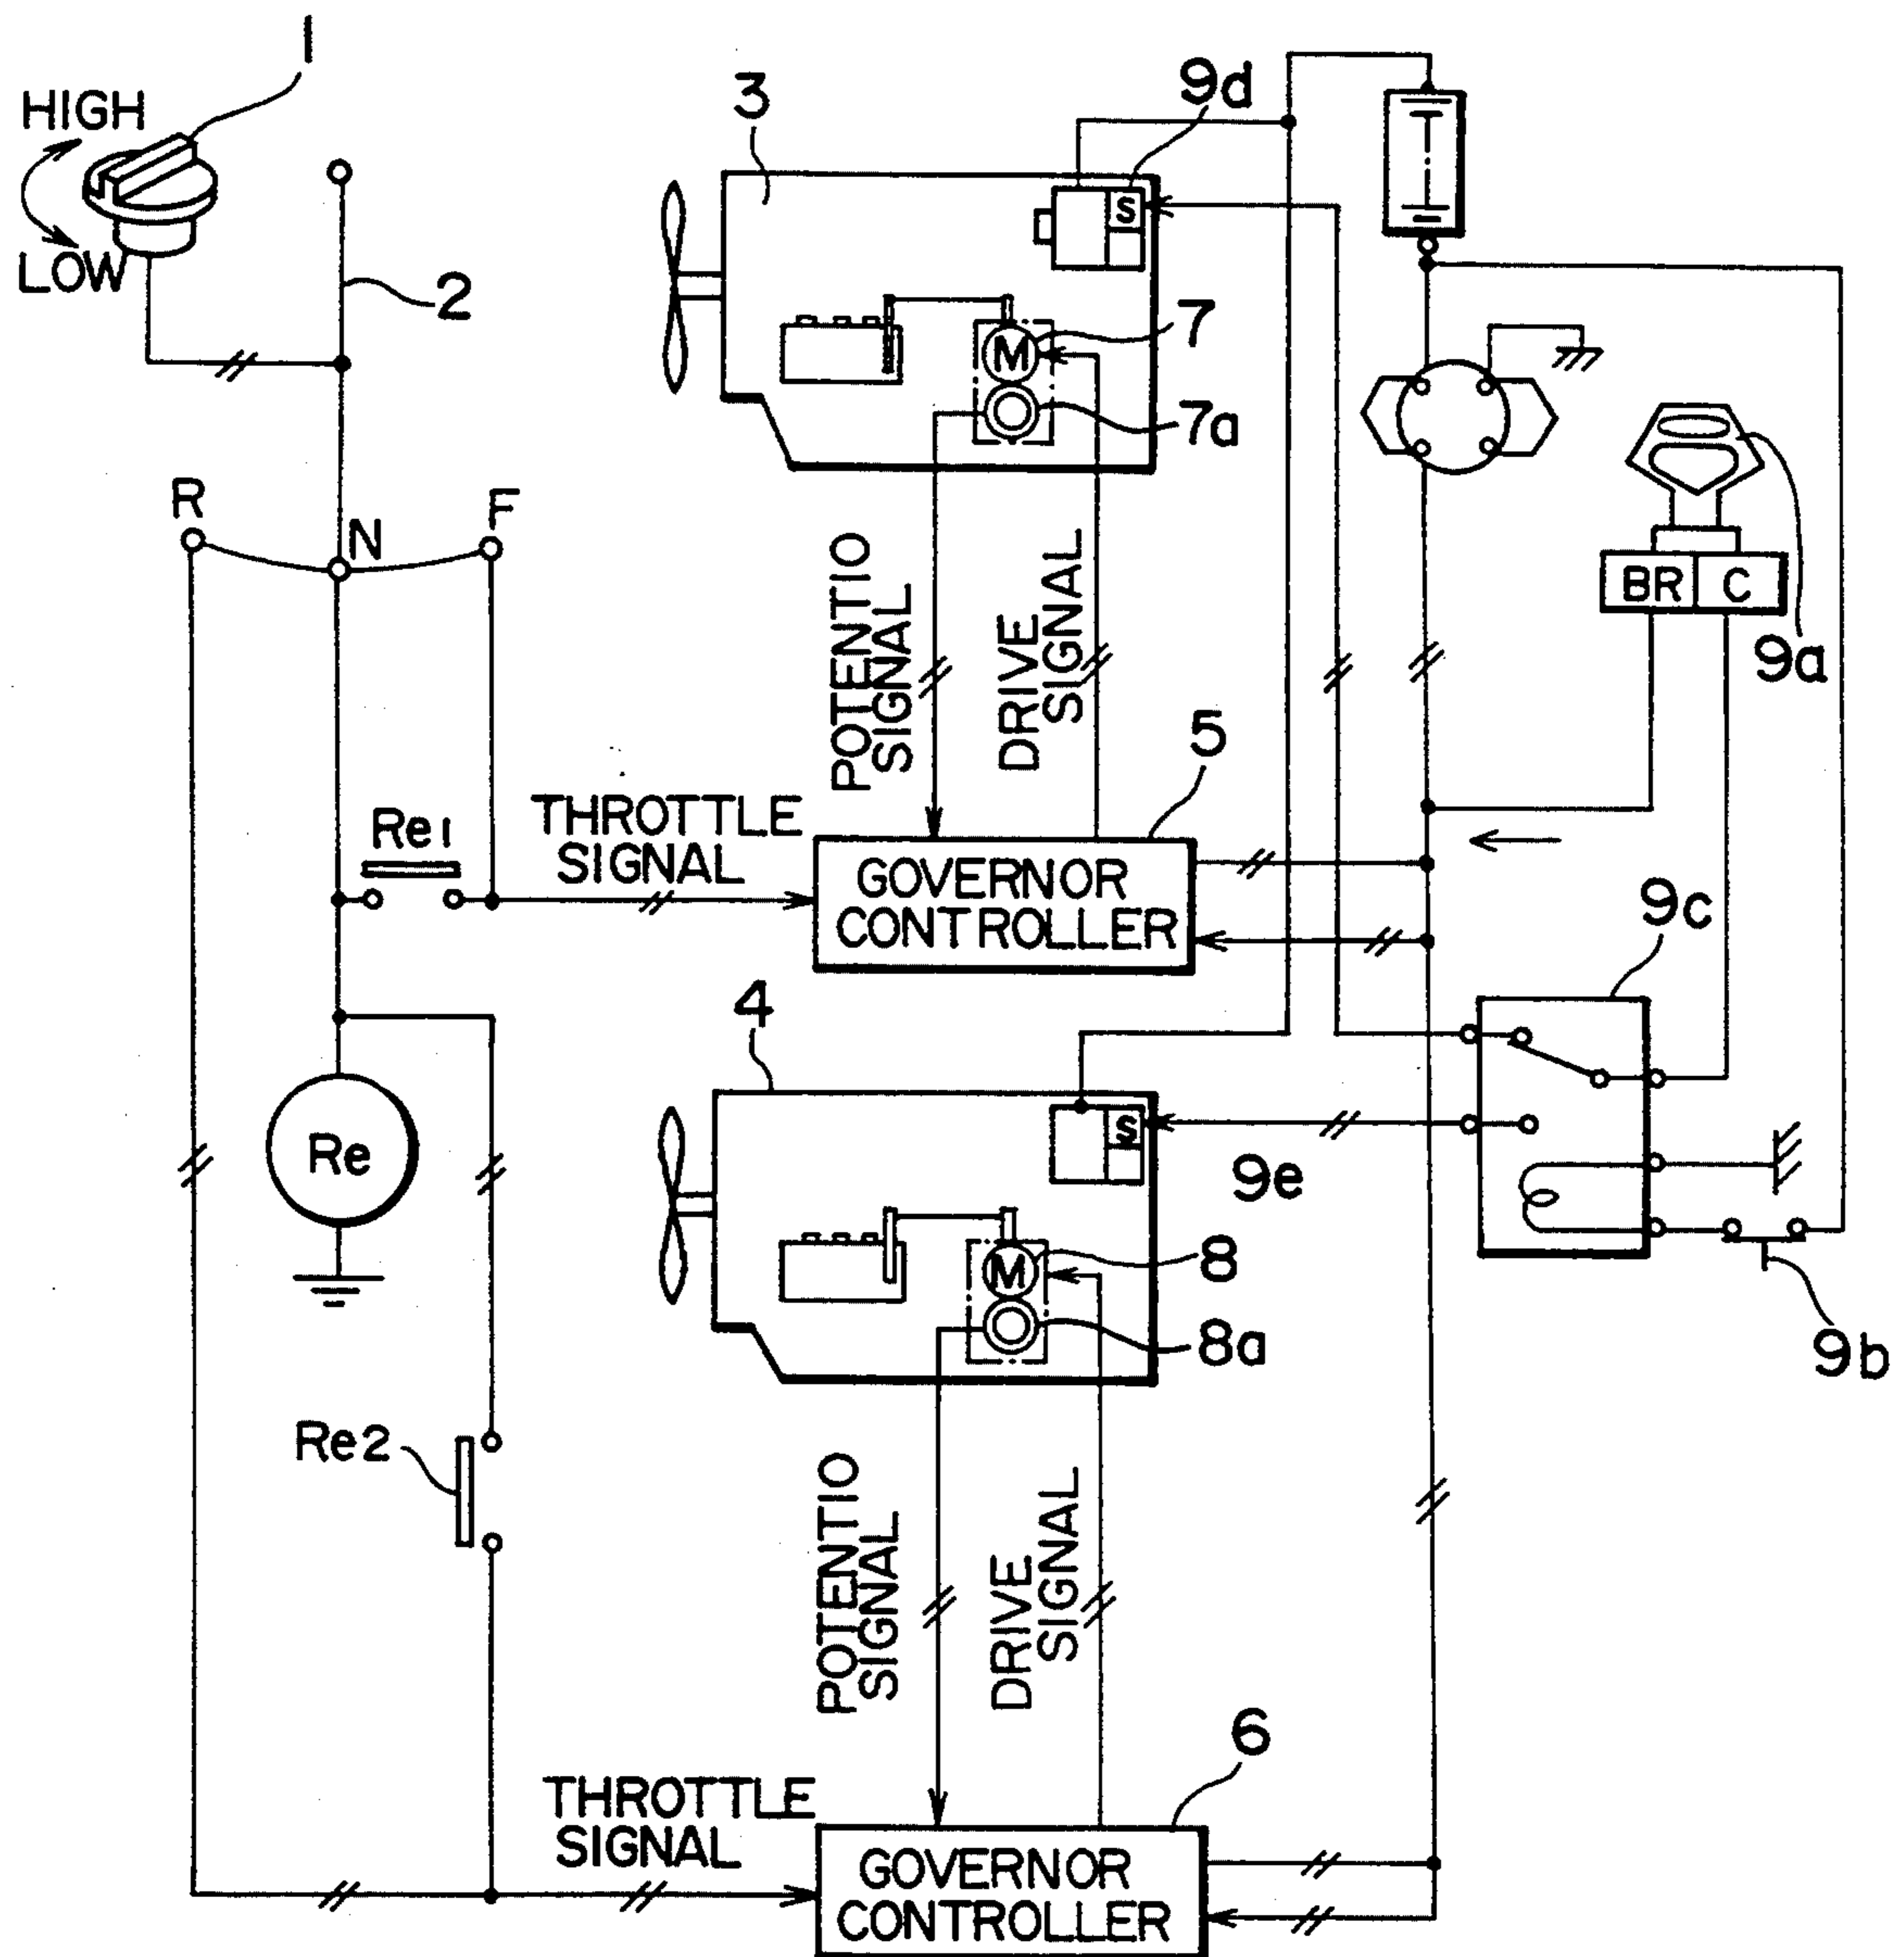 1
HIGH
LOW
2
3
9d
S
7
M
7a
R
N
F
BR
C
9a
POTENTIO
SIGNAL
DRIVE
SIGNAL
5
Re1
THROTTLE
SIGNAL
GOVERNOR
CONTROLLER
9c
4
S
9e
Re
8
M
8a
9b
Re2
POTENTIO
SIGNAL
DRIVE
SIGNAL
6
THROTTLE
SIGNAL
GOVERNOR
CONTROLLER